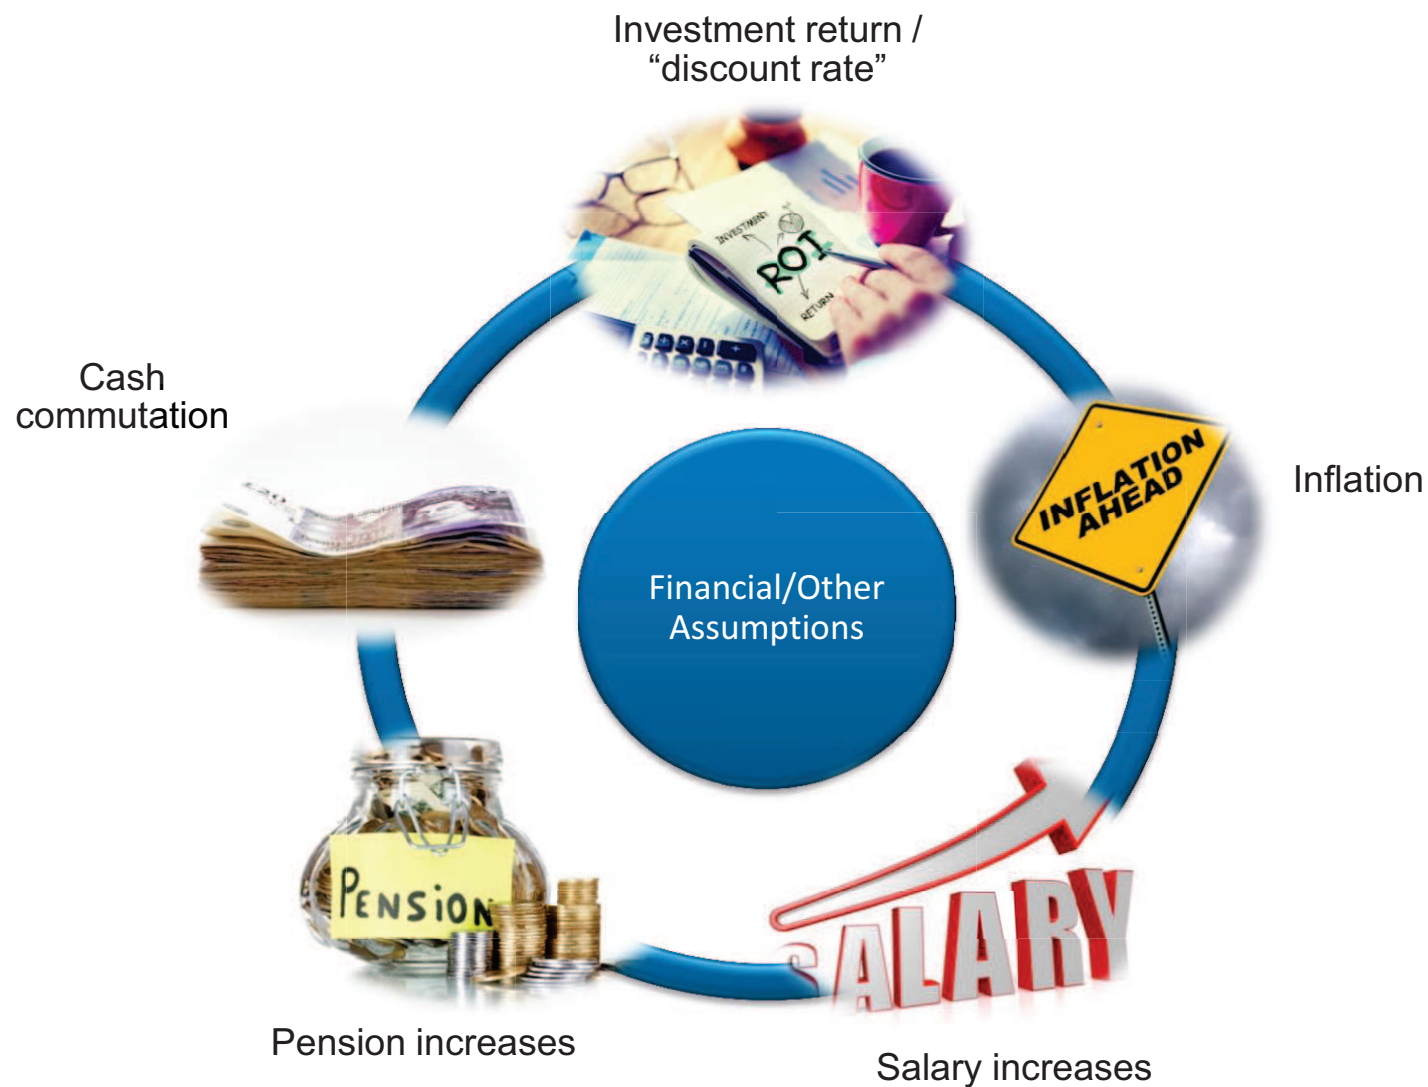 Investment return /
“discount rate”
INVESTMENT
ROI
RETURN
Cash
commutation
£20
INFLATION
AHEAD
Inflation
Financial/Other
Assumptions
PENSION
SALARY
Pension increases
Salary increases